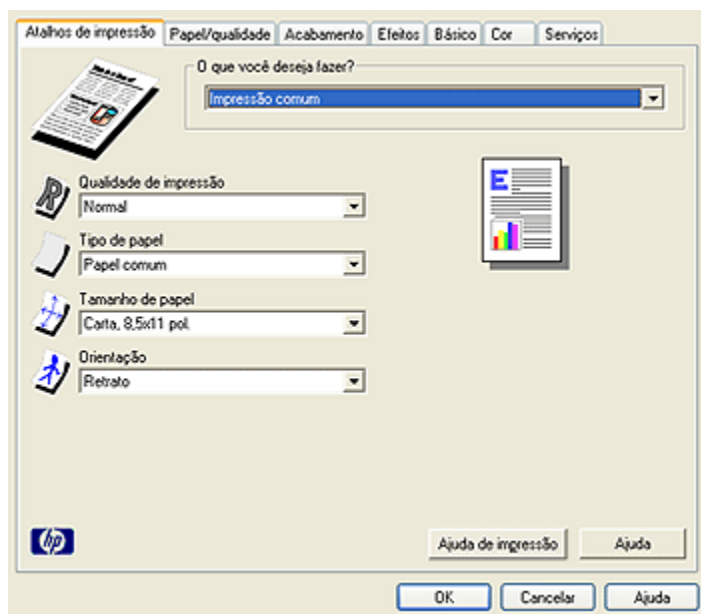 Atalhos de impressão Papel/qualidade Acabamento Efeitos Básico Cor Serviços
O que você deseja fazer?
Impressão comum
Qualidade de impressão
Normal
Tipo de papel
Papel comum
Tamanho de papel
Carta, 8,5x11 pol.
Orientação
Retrato
hp
Ajuda de impressão Ajuda
OK Cancelar Ajuda